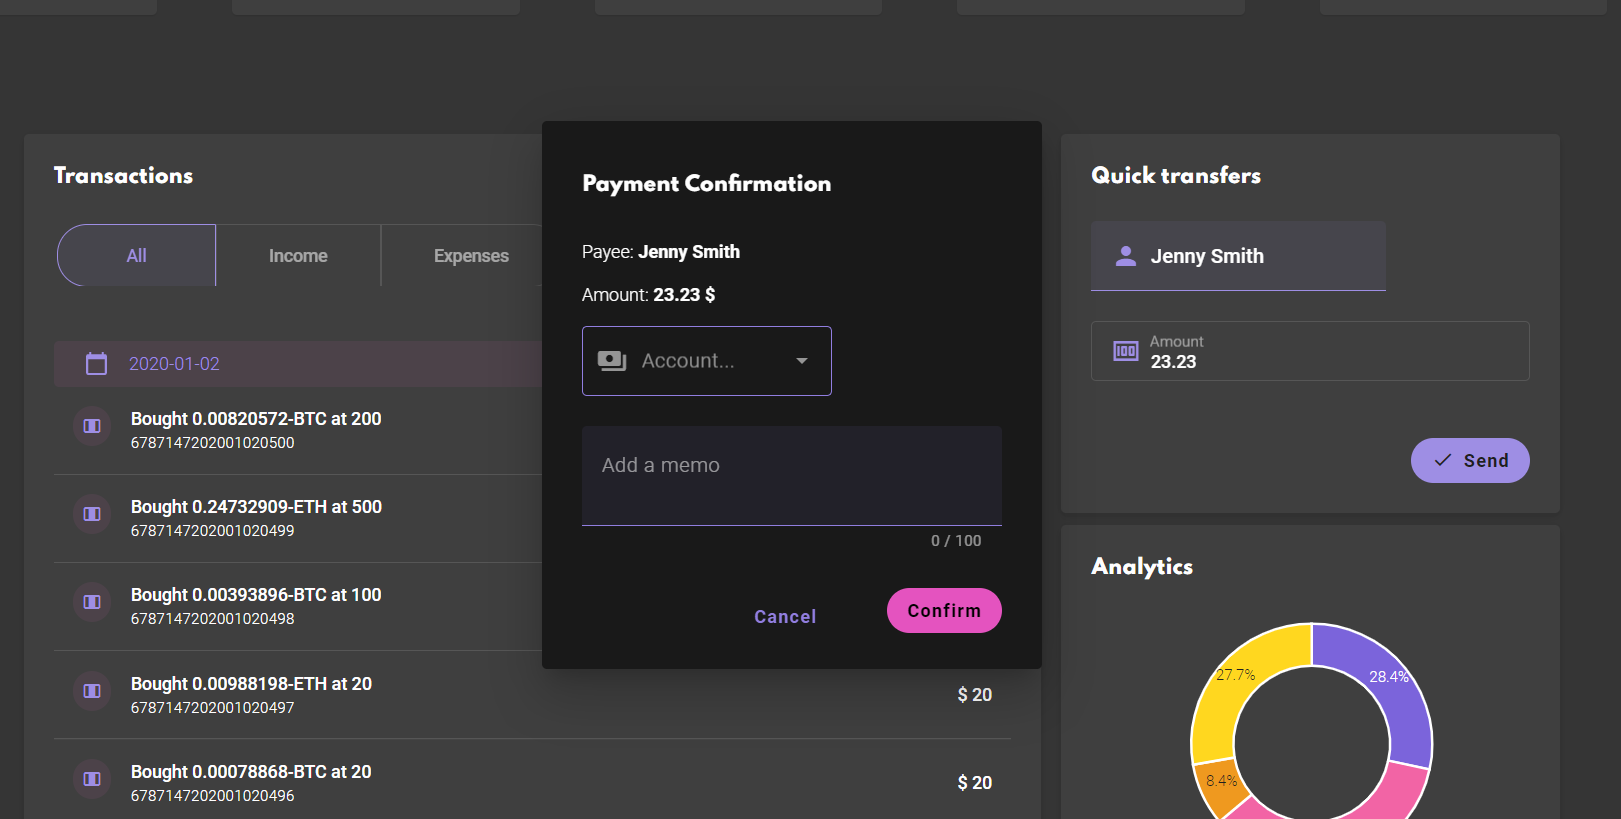 Transactions
All
Income
Expenses
2020-01-02
Bought 0.00820572-BTC at 200
6787147202001020500
Bought 0.24732909-ETH at 500
6787147202001020499
Bought 0.00393896-BTC at 100
6787147202001020498
Bought 0.00988198-ETH at 20
6787147202001020497
$ 20
Bought 0.00078868-BTC at 20
6787147202001020496
$ 20
Payment Confirmation
Payee: Jenny Smith
Amount: 23.23 $
Account...
Add a memo
0 / 100
Cancel
Confirm
Quick transfers
Jenny Smith
100
Amount
23.23
Send
Analytics
27.7%
28.4%
8.4%